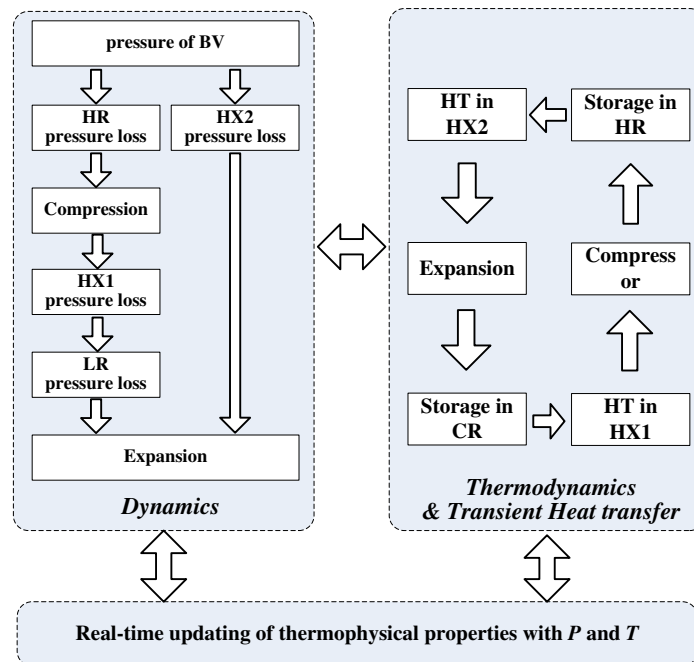 pressure of BV
HR
pressure loss
HX2
pressure loss
Compression
HX1
pressure loss
LR
pressure loss
Expansion
Dynamics
HT in
HX2
Storage in
HR
Expansion
Compress
or
Storage in
CR
HT in
HX1
Thermodynamics
& Transient Heat transfer
Real-time updating of thermophysical properties with P and T